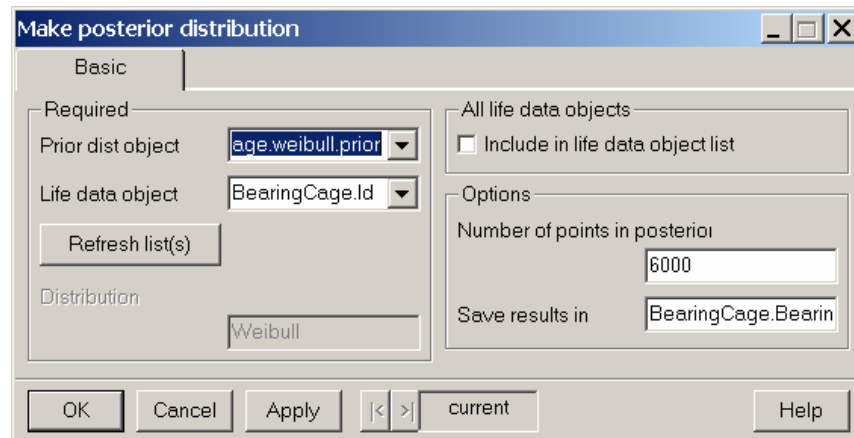 Make posterior distribution
Basic
Required
Prior dist object
age.weibull.prior
Life data object
BearingCage.ld
Refresh list(s)
Distribution
Weibull
All life data objects
Include in life data object list
Options
Number of points in posterior
6000
Save results in
BearingCage.Bearin
OK
Cancel
Apply
|<
>|
current
Help